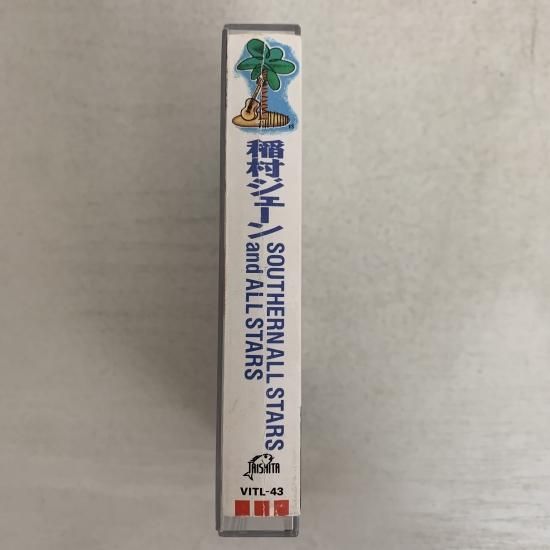 稲村ジェーン
SOUTHERN ALL STARS
and ALL STARS
TAISHITA
VITL-43